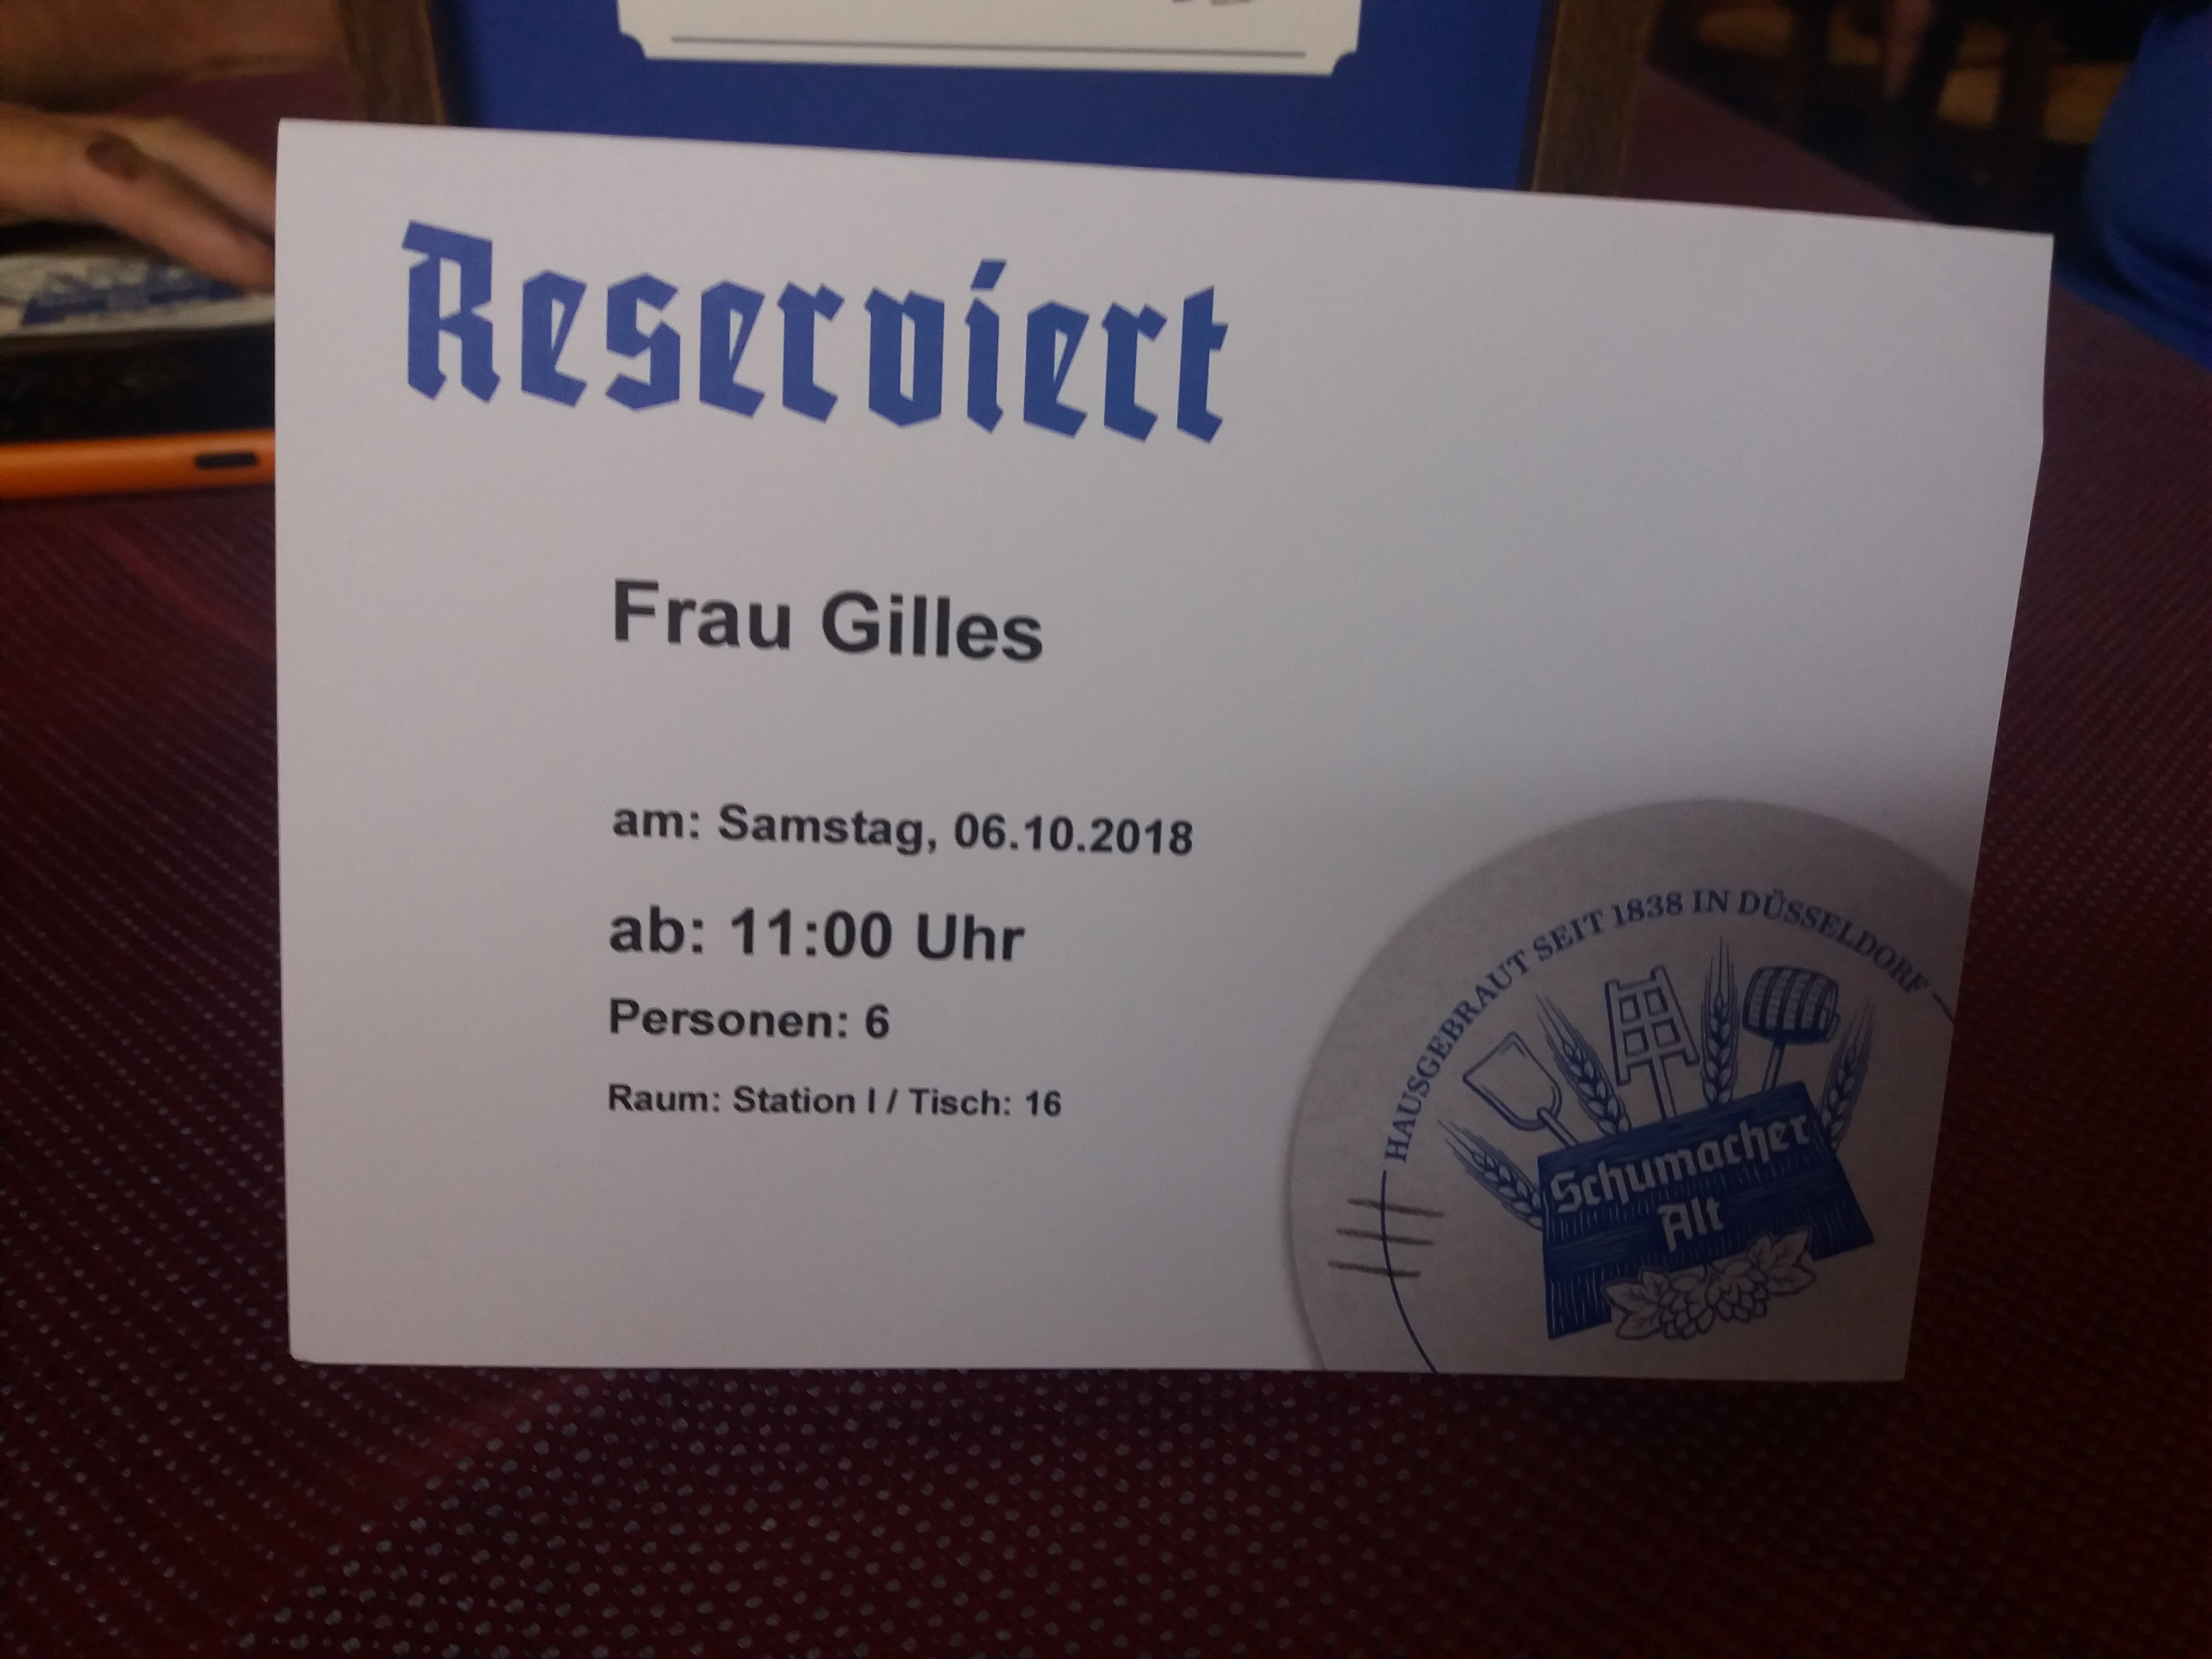 Reserviert
Frau Gilles
am: Samstag, 06.10.2018
ab: 11:00 Uhr
Personen: 6
Raum: Station I / Tisch: 16
HAUSGEBRAUT SEIT 1838 IN DÜSSELDORF
Schumacher
Alt